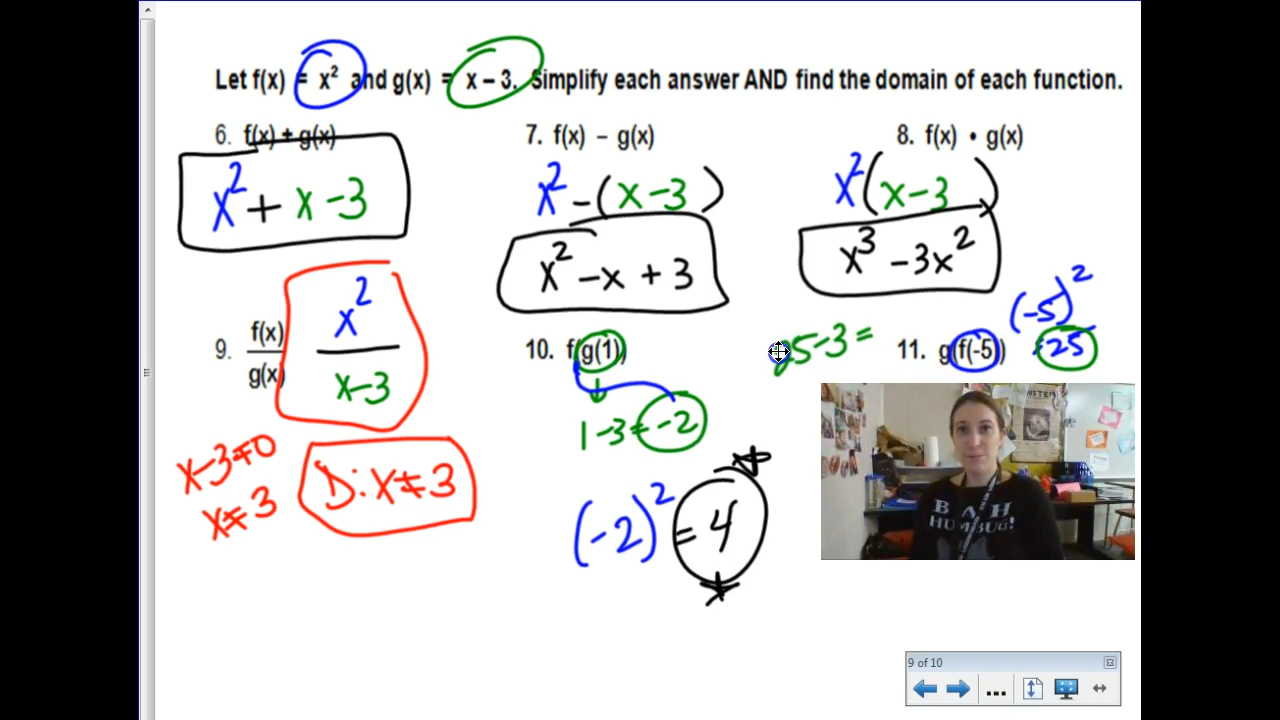 Let f(x) = x² and g(x) = x – 3. Simplify each answer AND find the domain of each function.
6. f(x) + g(x)
x² + x - 3
7. f(x) – g(x)
x² - (x - 3)
x² - x + 3
8. f(x) • g(x)
x²(x - 3)
x³ - 3x²
9. f(x)
g(x)
x²
x - 3
x - 3 ≠ 0
x ≠ 3
D: x ≠ 3
10. f(g(1))
1 - 3 = -2
(-2)² = 4
11. g(f(-5))
(-5)²
25
25 - 3 =
BAH
HUMBUG!
9 of 10